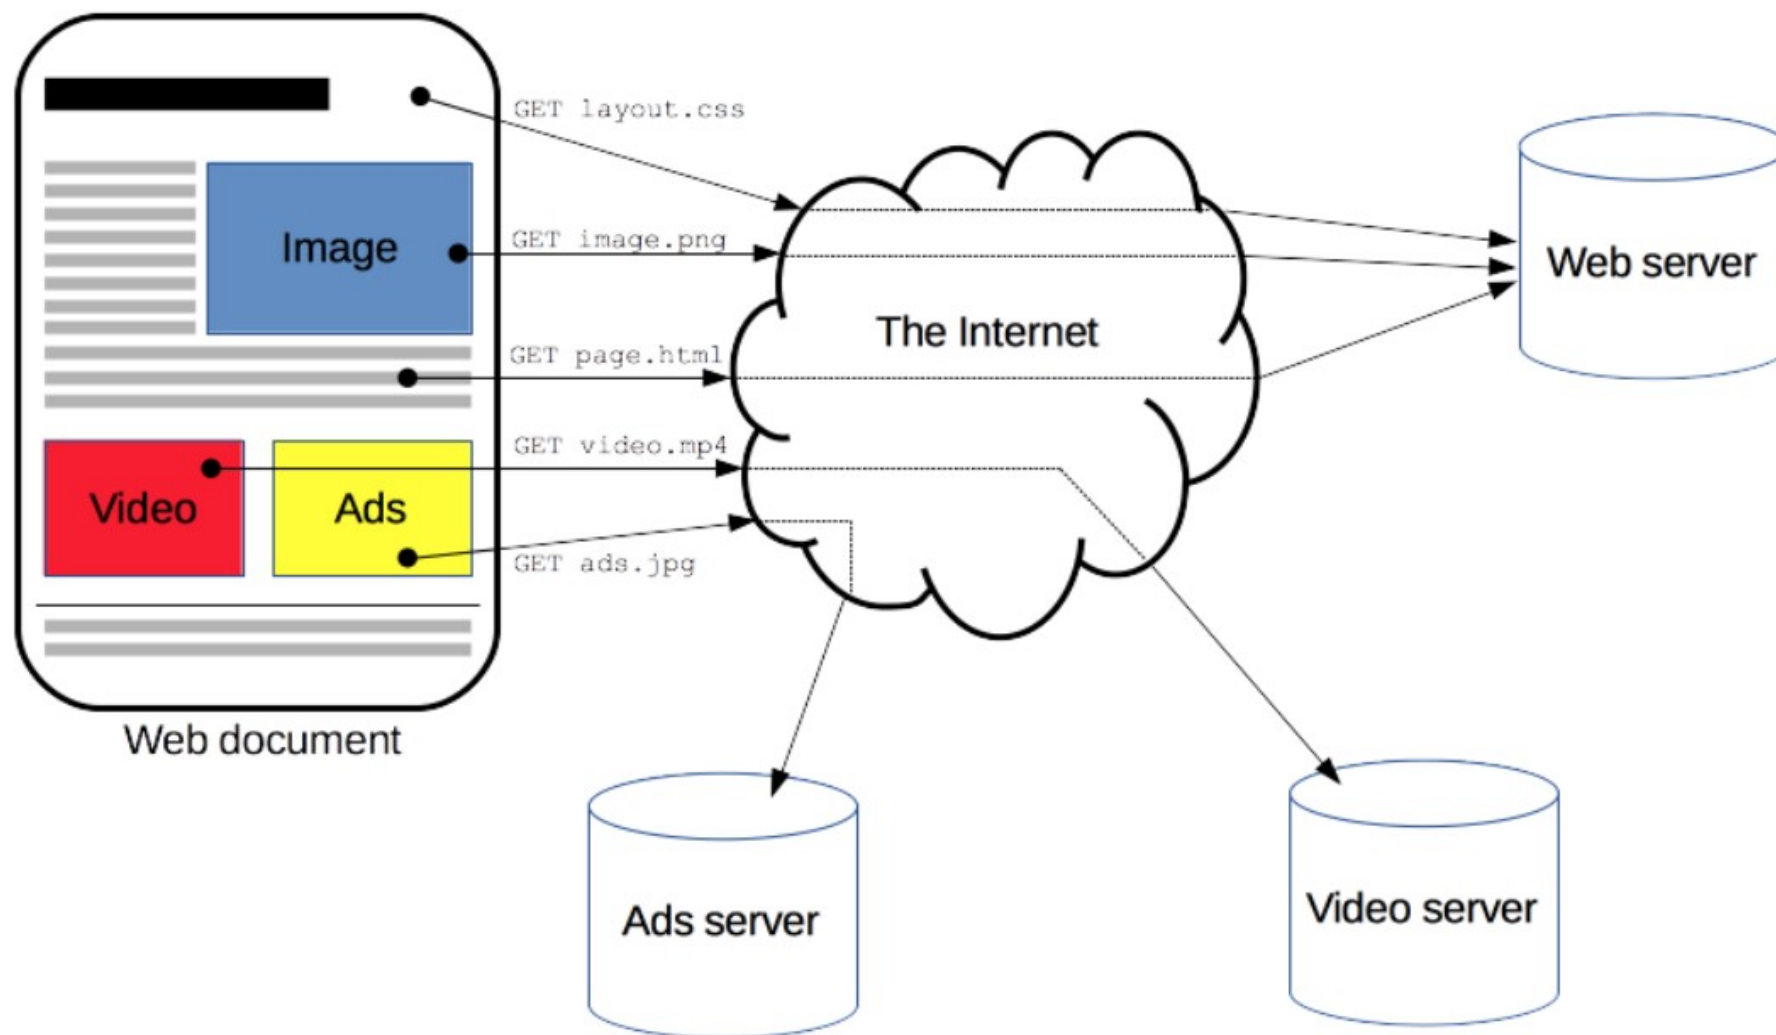 GET layout.css
Image
GET image.png
Web server
The Internet
GET page.html
GET video.mp4
Video
Ads
GET ads.jpg
Web document
Ads server
Video server